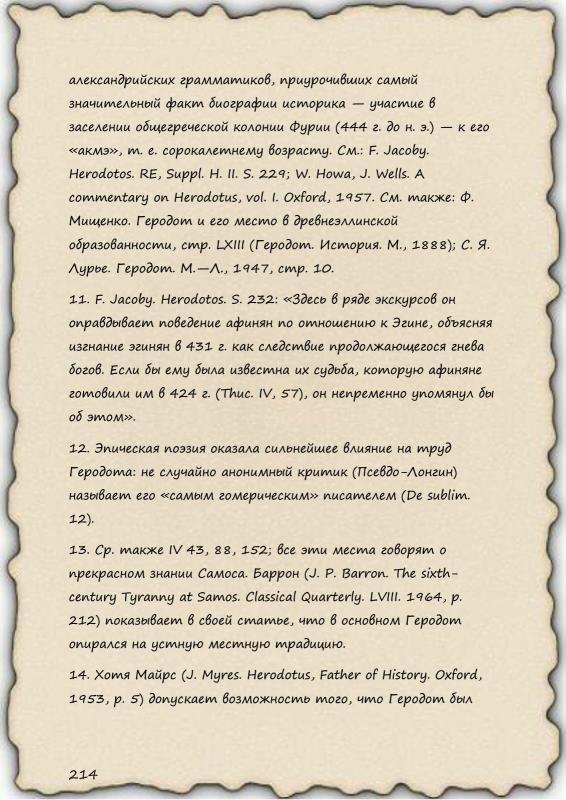 александрийских грамматиков, приурочивших самый
значительный факт биографии историка — участие в
заселении общегреческой колонии Фурии (444 г. до н. э.) — к его
«акмэ», т. е. сорокалетнему возрасту. См.: F. Jacoby.
Herodotos. RE, Suppl. H. II. S. 229; W. Howa, J. Wells. A
commentary on Herodotus, vol. I. Oxford, 1957. См. также: Ф.
Мищенко. Геродот и его место в древнеэллинской
образованности, стр. LXIII (Геродот. История. М., 1888); С. Я.
Лурье. Геродот. М.—Л., 1947, стр. 10.
11. F. Jacoby. Herodotos. S. 232: «Здесь в ряде экскурсов он
оправдывает поведение афинян по отношению к Эгине, объясняя
изгнание эгинян в 431 г. как следствие продолжающегося гнева
богов. Если бы ему была известна их судьба, которую афиняне
готовили им в 424 г. (Thuc. IV, 57), он непременно упомянул бы
об этом».
12. Эпическая поэзия оказала сильнейшее влияние на труд
Геродота: не случайно анонимный критик (Псевдо-Лонгин)
называет его «самым гомерическим» писателем (De sublim.
12).
13. Ср. также IV 43, 88, 152; все эти места говорят о
прекрасном знании Самоса. Баррон (J. P. Barron. The sixth-
century Tyranny at Samos. Classical Quarterly. LVIII. 1964, p.
212) показывает в своей статье, что в основном Геродот
опирался на устную местную традицию.
14. Хотя Майрс (J. Myres. Herodotus, Father of History. Oxford,
1953, p. 5) допускает возможность того, что Геродот был
214